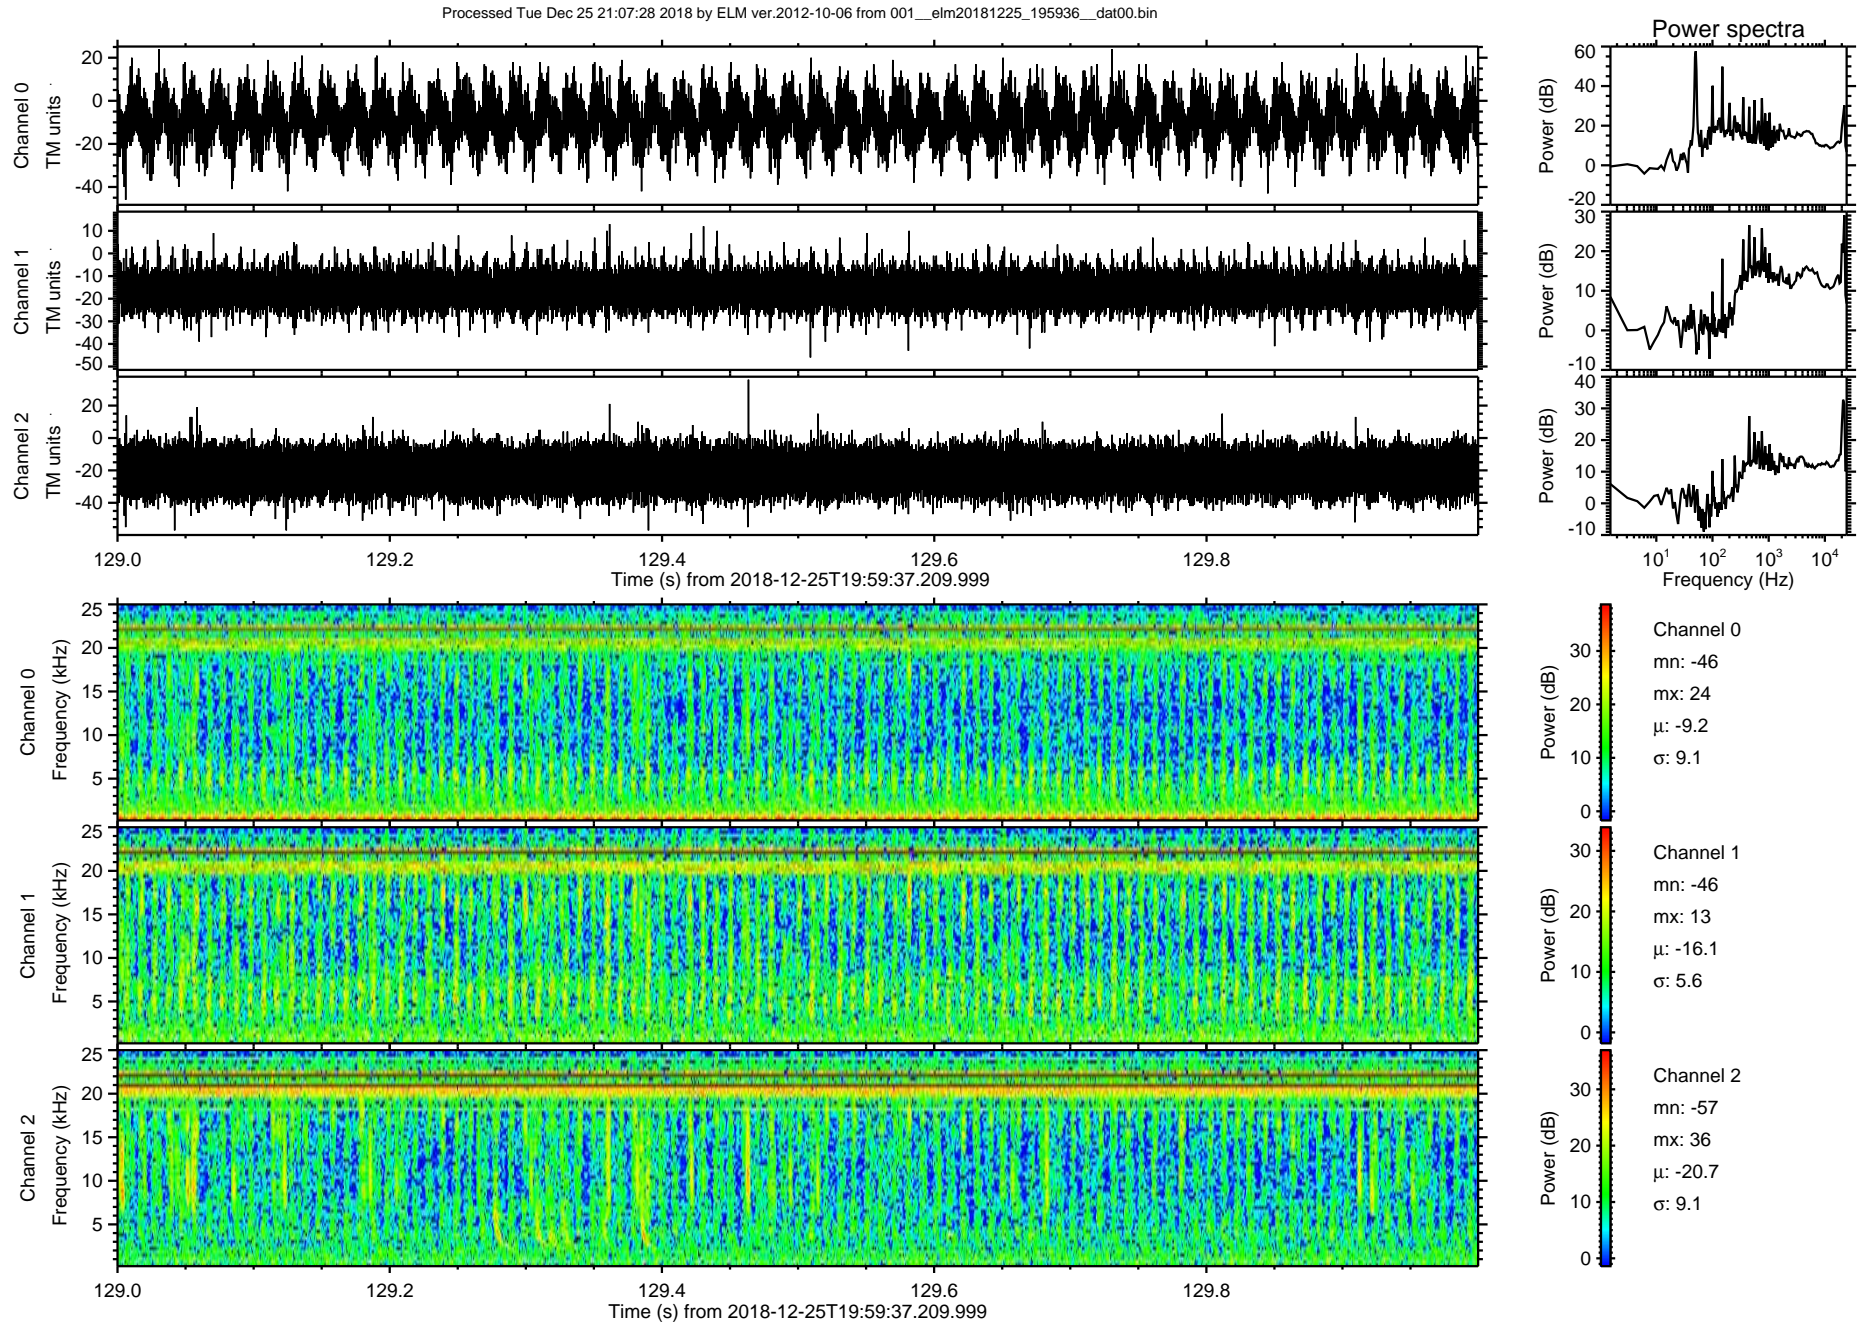 Processed Tue Dec 25 21:07:28 2018 by ELM ver.2012-10-06 from 001__elm20181225_195936__dat00.bin
Power spectra
Channel 0
TM units
20
0
-20
-40
Power (dB)
60
40
20
0
-20
Channel 1
TM units
10
0
-10
-20
-30
-40
-50
Power (dB)
30
20
10
0
-10
Channel 2
TM units
20
0
-20
-40
Power (dB)
40
30
20
10
0
-10
129.0
129.2
129.4
129.6
129.8
Time (s) from 2018-12-25T19:59:37.209.999
10¹
10²
10³
10⁴
Frequency (Hz)
Channel 0
Frequency (kHz)
25
20
15
10
5
Power (dB)
30
20
10
0
Channel 0
mn: -46
mx: 24
μ: -9.2
σ: 9.1
Channel 1
Frequency (kHz)
25
20
15
10
5
Power (dB)
30
20
10
0
Channel 1
mn: -46
mx: 13
μ: -16.1
σ: 5.6
Channel 2
Frequency (kHz)
25
20
15
10
5
Power (dB)
30
20
10
0
Channel 2
mn: -57
mx: 36
μ: -20.7
σ: 9.1
129.0
129.2
129.4
129.6
129.8
Time (s) from 2018-12-25T19:59:37.209.999